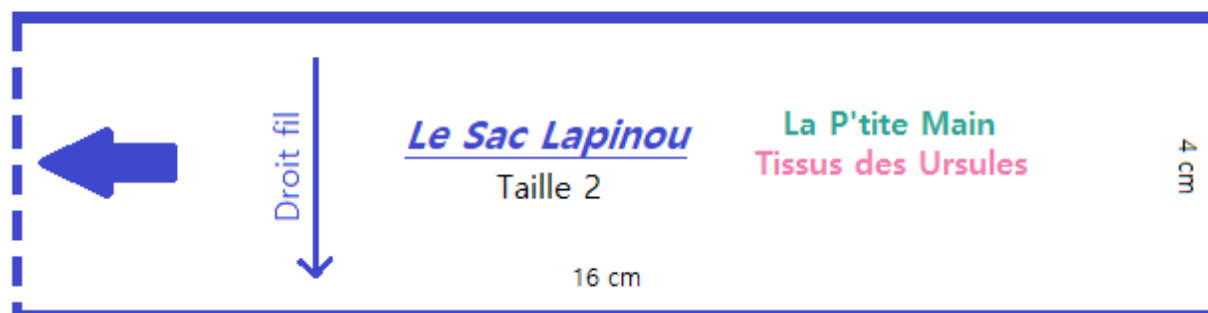 Droit fil
Le Sac Lapinou
Taille 2
La P'tite Main
Tissus des Ursules
4 cm
16 cm